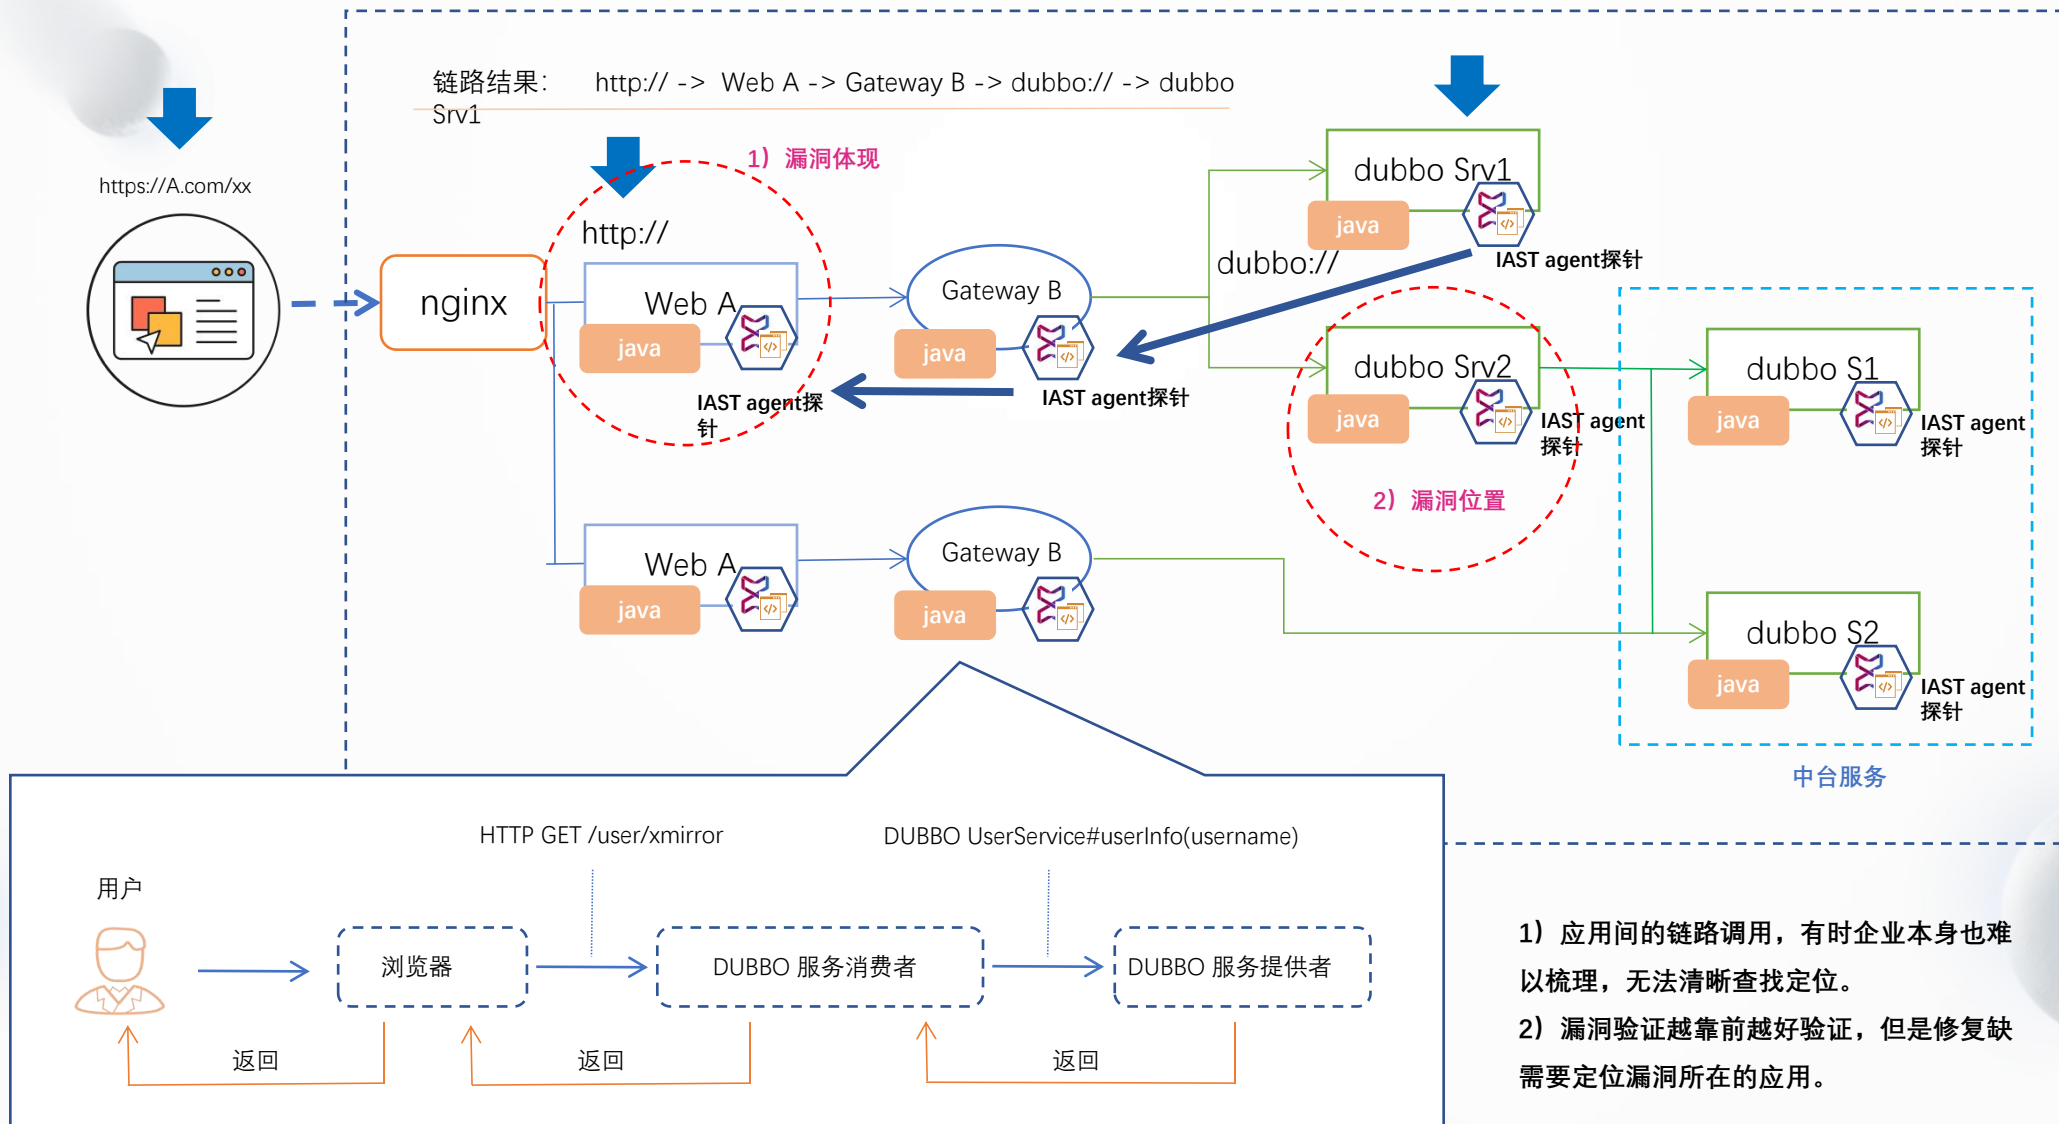 链路结果： http:// -> Web A -> Gateway B -> dubbo:// -> dubbo
Srv1
https://A.com/xx
1）漏洞体现
http://
nginx
Web A
java
IAST agent探
针
Gateway B
java
IAST agent探针
dubbo://
dubbo Srv1
java
IAST agent探针
dubbo Srv2
java
IAST agent
探针
2）漏洞位置
dubbo S1
java
IAST agent
探针
Web A
java
Gateway B
java
dubbo S2
java
IAST agent
探针
中台服务
HTTP GET /user/xmirror
DUBBO UserService#userInfo(username)
用户
浏览器
DUBBO 服务消费者
DUBBO 服务提供者
返回
返回
返回
1）应用间的链路调用，有时企业本身也难
以梳理，无法清晰查找定位。
2）漏洞验证越靠前越好验证，但是修复缺
需要定位漏洞所在的应用。